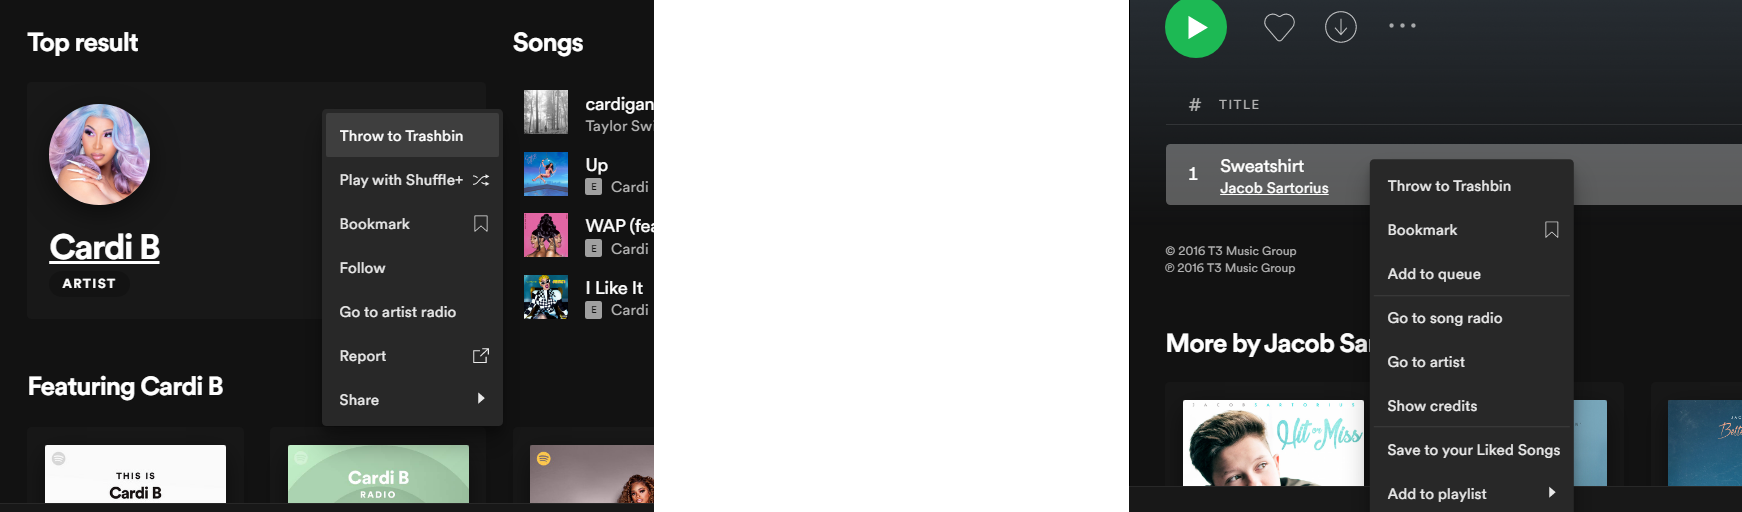 Top result
Cardi B
ARTIST
Throw to Trashbin
Play with Shuffle+
Bookmark
Follow
Go to artist radio
Report
Share
Songs
cardigan
Taylor Swi
Up
E Cardi
WAP (fea
E Cardi
I Like It
E Cardi
Featuring Cardi B
THIS IS
Cardi B
Cardi B
RADIO
# TITLE
1
Sweatshirt
Jacob Sartorius
Throw to Trashbin
Bookmark
Add to queue
Go to song radio
Go to artist
Show credits
Save to your Liked Songs
Add to playlist
© 2016 T3 Music Group
℗ 2016 T3 Music Group
More by Jacob Sar
JACOB SARTORIUS
Hit or Miss